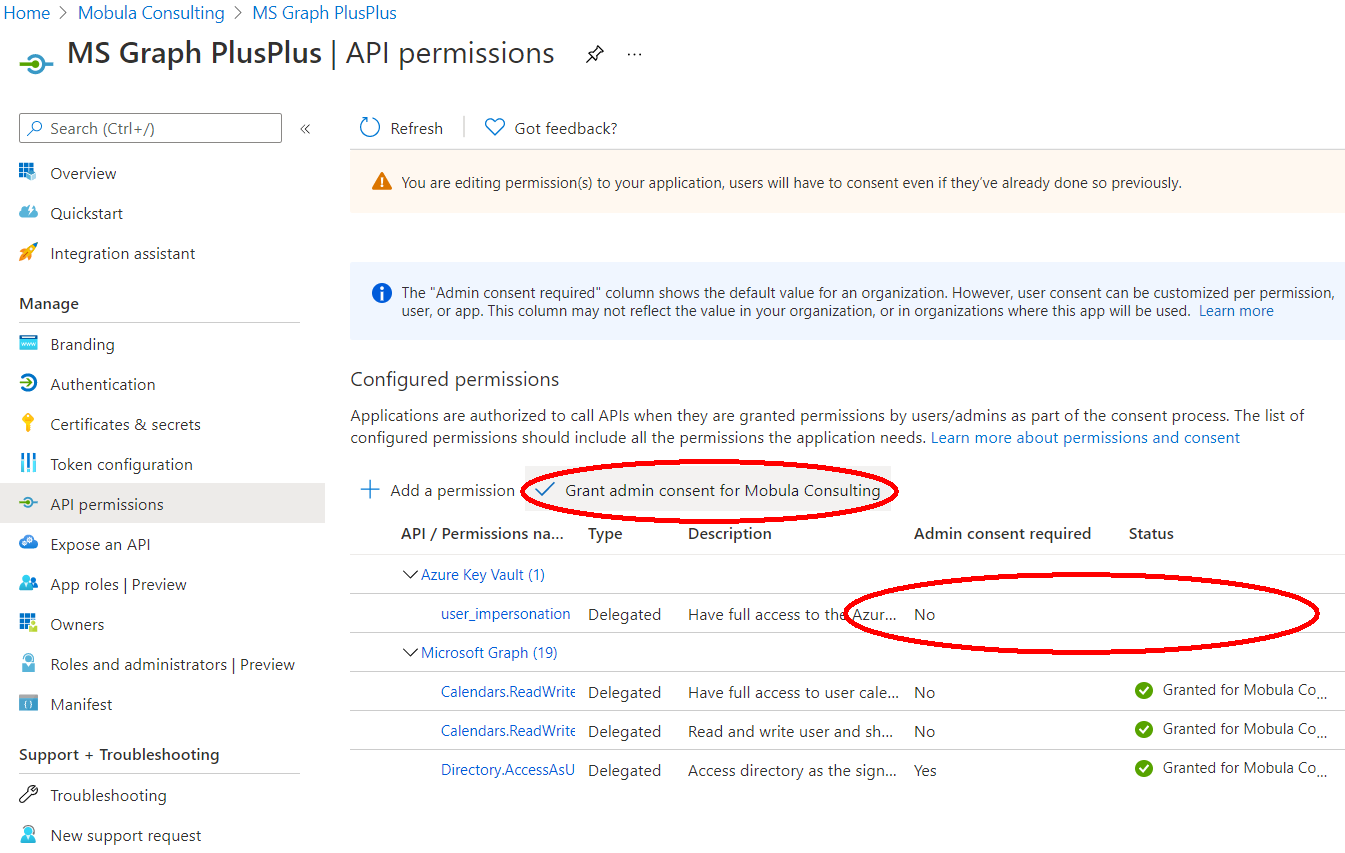 Home > Mobula Consulting > MS Graph PlusPlus
MS Graph PlusPlus | API permissions
Search (Ctrl+/)
«
Overview
Quickstart
Integration assistant
Manage
Branding
Authentication
Certificates & secrets
Token configuration
API permissions
Expose an API
App roles | Preview
Owners
Roles and administrators | Preview
Manifest
Support + Troubleshooting
Troubleshooting
New support request
Refresh
Got feedback?
You are editing permission(s) to your application, users will have to consent even if they’ve already done so previously.
The "Admin consent required" column shows the default value for an organization. However, user consent can be customized per permission,
user, or app. This column may not reflect the value in your organization, or in organizations where this app will be used. Learn more
Configured permissions
Applications are authorized to call APIs when they are granted permissions by users/admins as part of the consent process. The list of
configured permissions should include all the permissions the application needs. Learn more about permissions and consent
Add a permission Grant admin consent for Mobula Consulting
API / Permissions na... Type Description Admin consent required Status
Azure Key Vault (1)
user_impersonation Delegated Have full access to the Azur... No
Microsoft Graph (19)
Calendars.ReadWrite Delegated Have full access to user cale... No Granted for Mobula Co...
Calendars.ReadWrite Delegated Read and write user and sh... No Granted for Mobula Co...
Directory.AccessAsU Delegated Access directory as the sign... Yes Granted for Mobula Co...